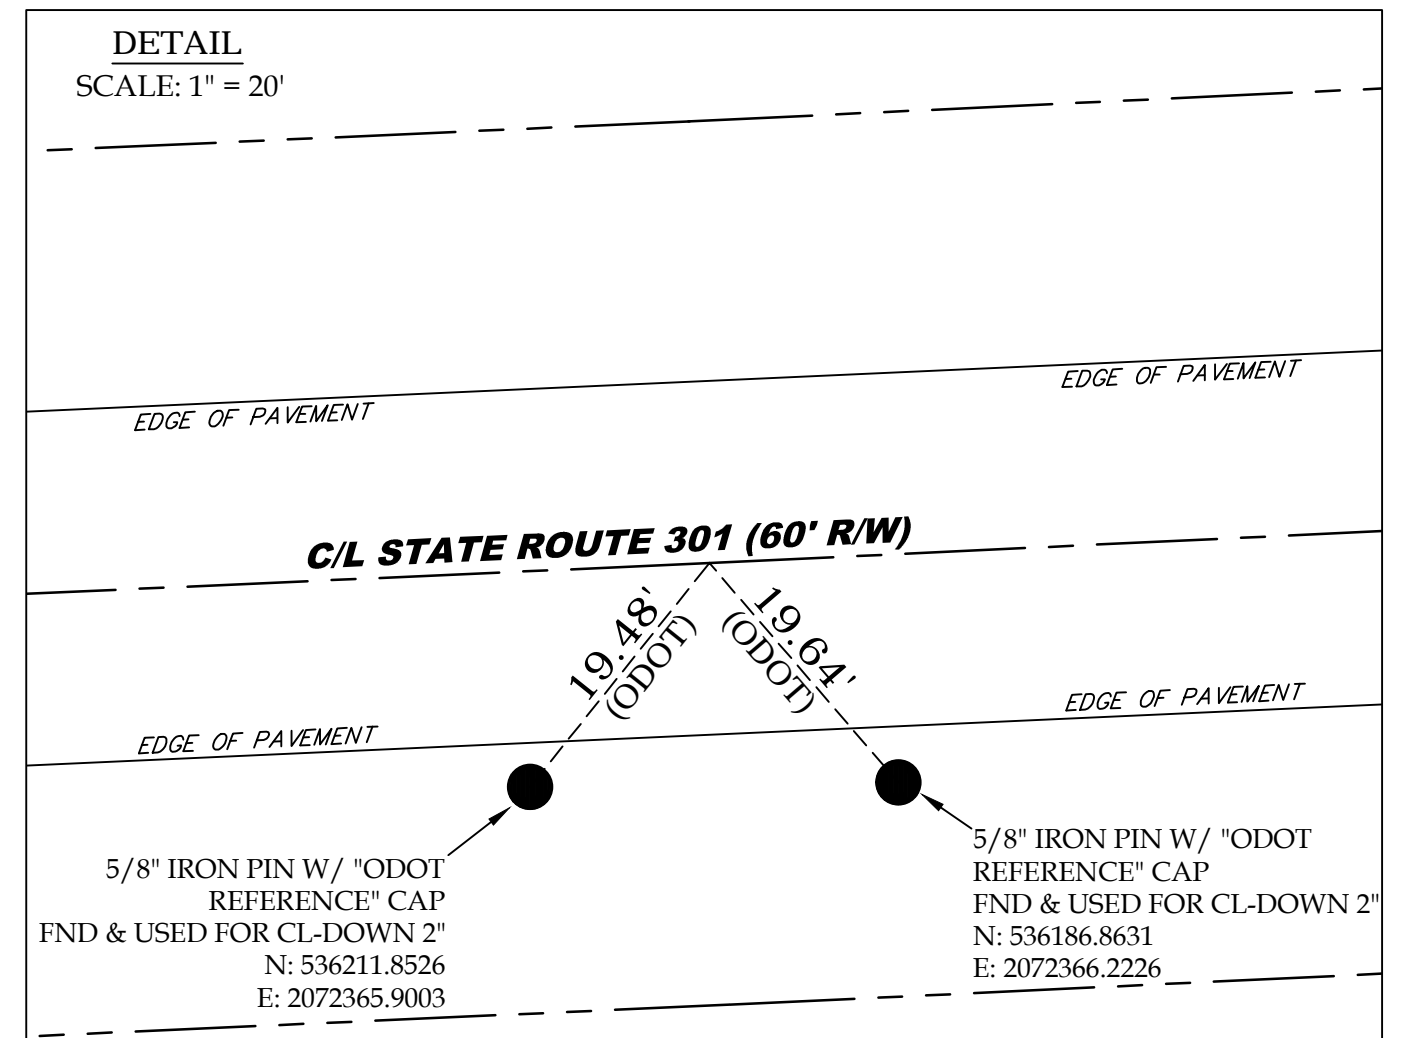 DETAIL
SCALE: 1" = 20'
EDGE OF PAVEMENT
EDGE OF PAVEMENT
C/L STATE ROUTE 301 (60' R/W)
19.48'
(ODOT)
19.64'
(ODOT)
EDGE OF PAVEMENT
EDGE OF PAVEMENT
5/8" IRON PIN W/ "ODOT
REFERENCE" CAP
FND & USED FOR CL-DOWN 2"
N: 536211.8526
E: 2072365.9003
5/8" IRON PIN W/ "ODOT
REFERENCE" CAP
FND & USED FOR CL-DOWN 2"
N: 536186.8631
E: 2072366.2226